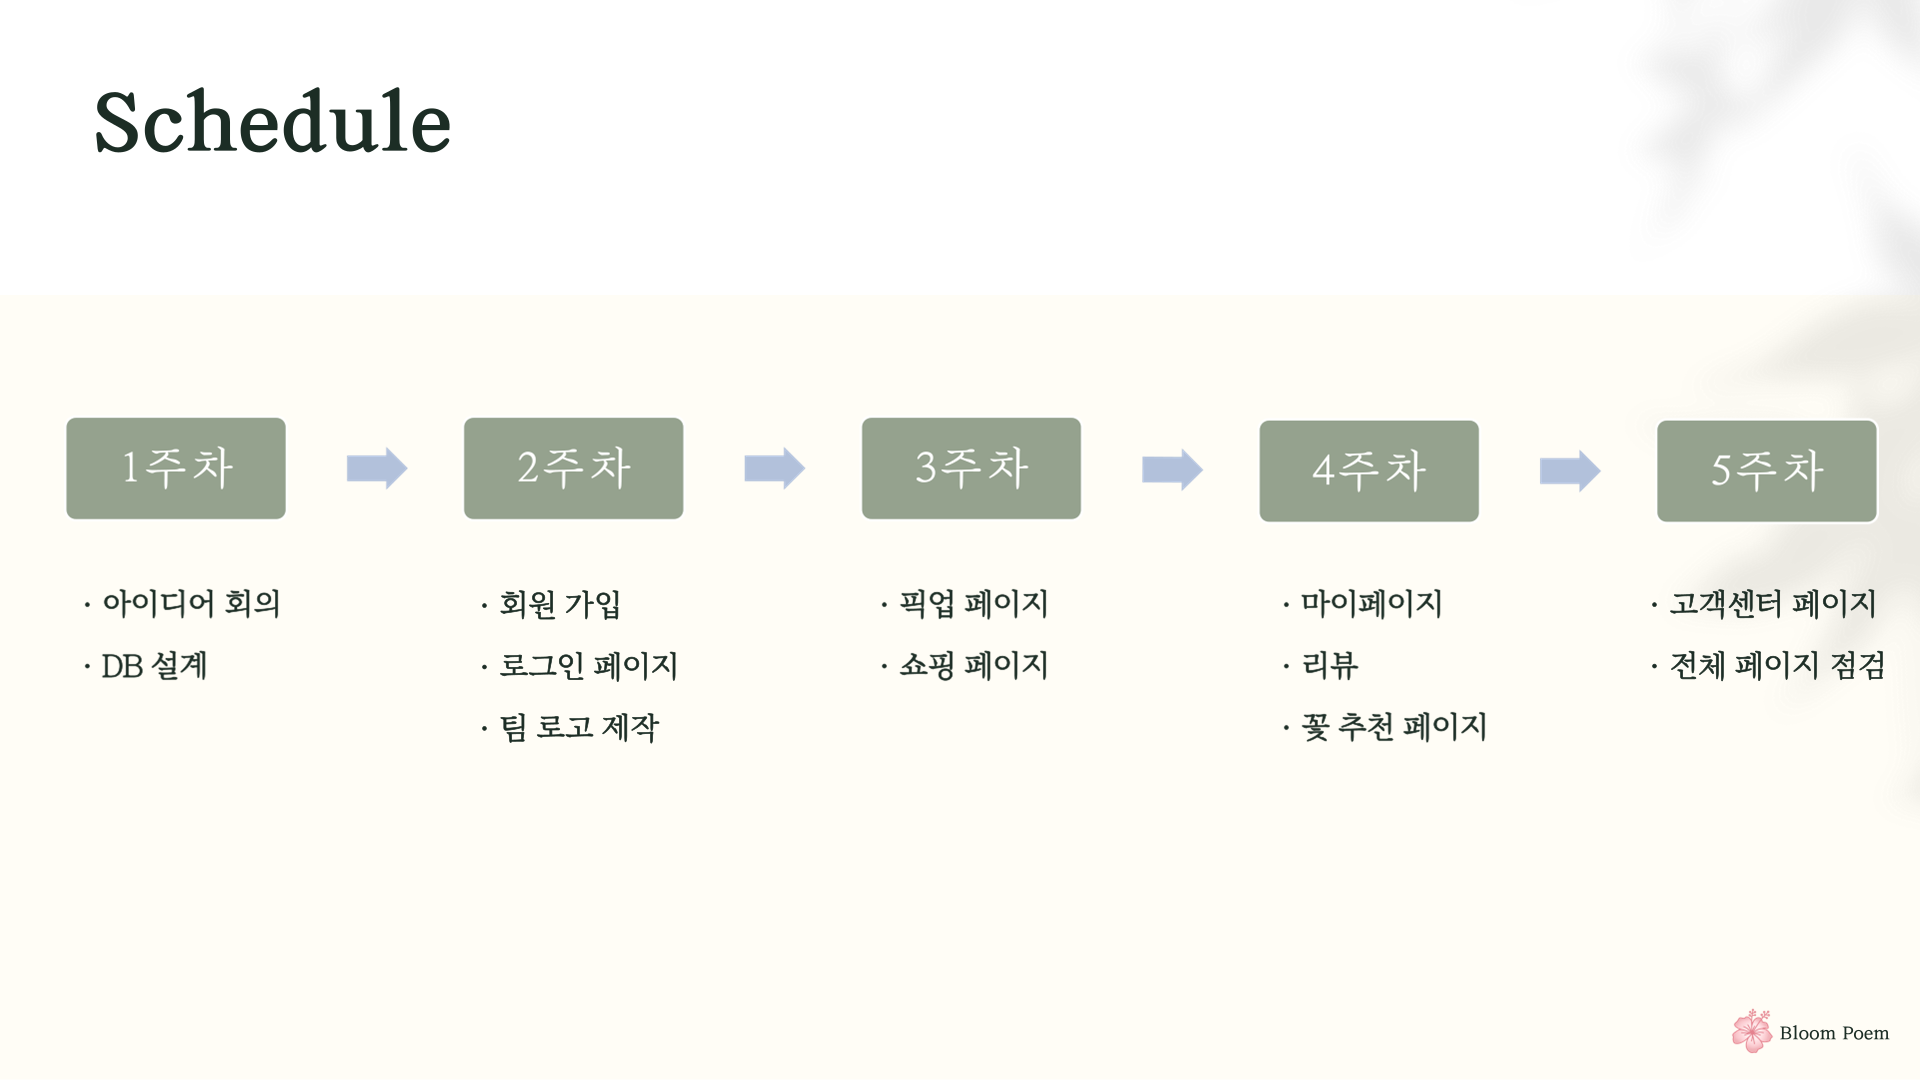 Schedule
1주차
· 아이디어 회의
· DB 설계
2주차
· 회원 가입
· 로그인 페이지
· 팀 로고 제작
3주차
· 픽업 페이지
· 쇼핑 페이지
4주차
· 마이페이지
· 리뷰
· 꽃 추천 페이지
5주차
· 고객센터 페이지
· 전체 페이지 점검
Bloom Poem